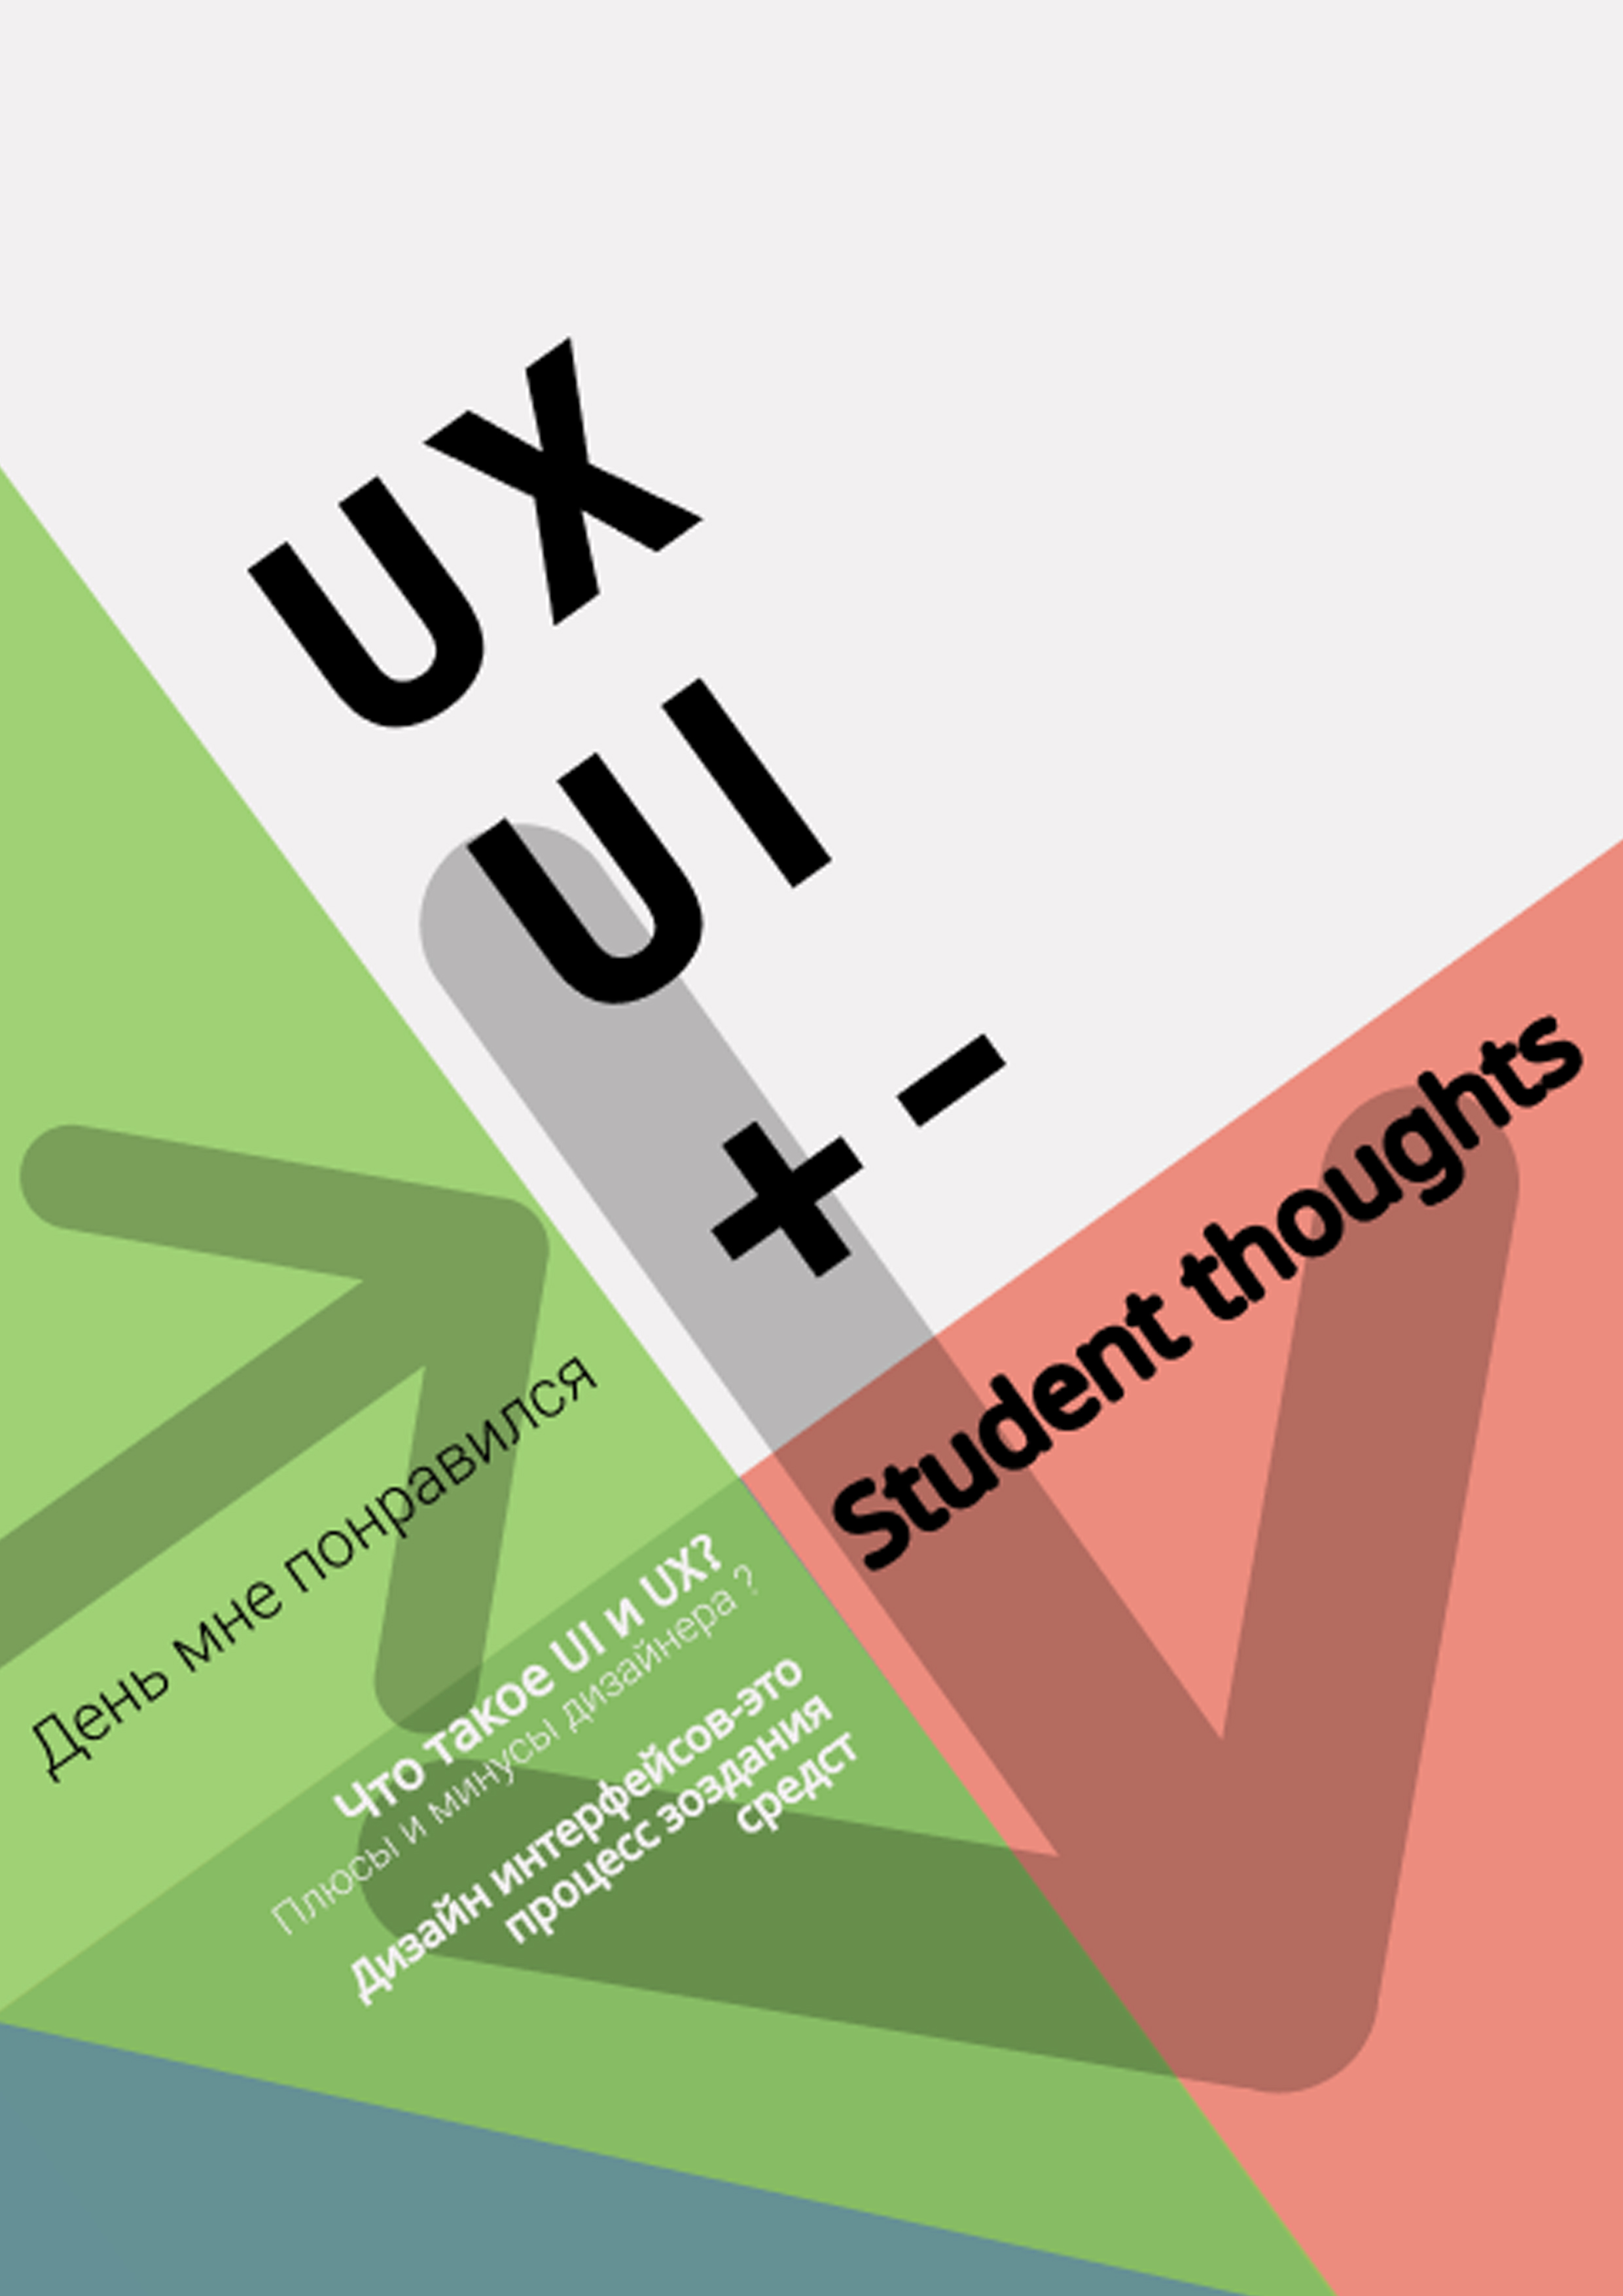 UX
UI
+ -
Student thoughts
День мне понравился
Что такое UI и UX?
Плюсы и минусы дизайнера ?
Дизайн интерфейсов-это
процесс зоздания
средст